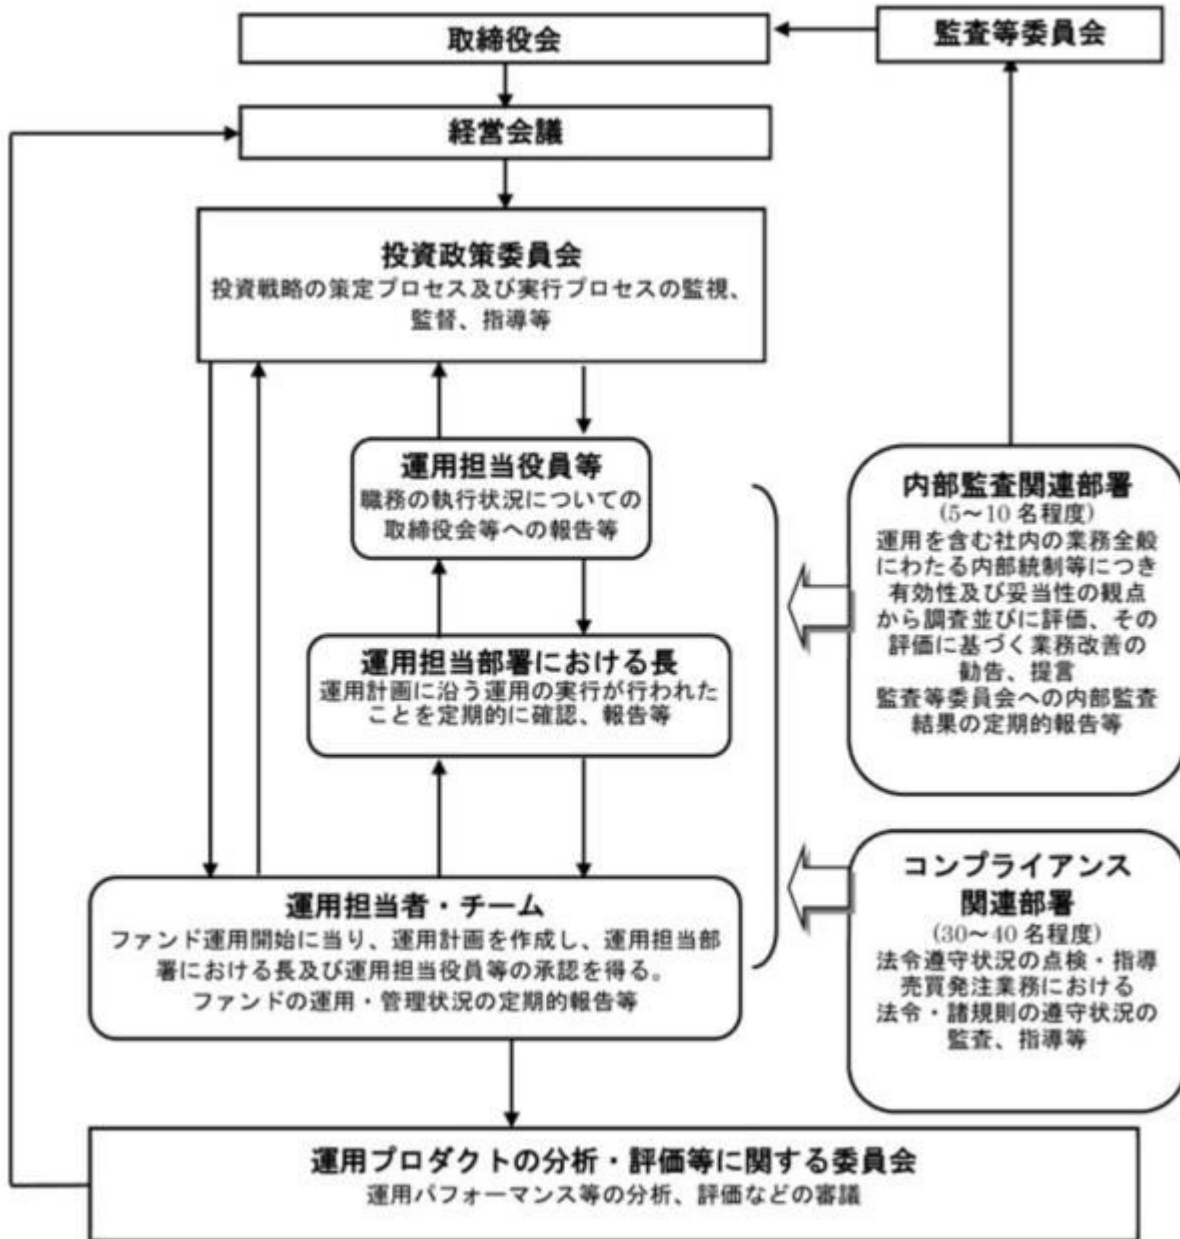 取締役会
監査等委員会
経営会議
投資政策委員会
投資戦略の策定プロセス及び実行プロセスの監視、
監督、指導等
運用担当役員等
職務の執行状況についての
取締役会等への報告等
運用担当部署における長
運用計画に沿う運用の実行が行われた
ことを定期的に確認、報告等
運用担当者・チーム
ファンド運用開始に当り、運用計画を作成し、運用担当部
署における長及び運用担当役員等の承認を得る。
ファンドの運用・管理状況の定期的報告等
内部監査関連部署
(5～10 名程度)
運用を含む社内の業務全般
にわたる内部統制等につき
有効性及び妥当性の観点
から調査並びに評価、その
評価に基づく業務改善の
勧告、提言
監査等委員会への内部監査
結果の定期的報告等
コンプライアンス
関連部署
(30～40 名程度)
法令遵守状況の点検・指導
売買発注業務における
法令・諸規則の遵守状況の
監査、指導等
運用プロダクトの分析・評価等に関する委員会
運用パフォーマンス等の分析、評価などの審議